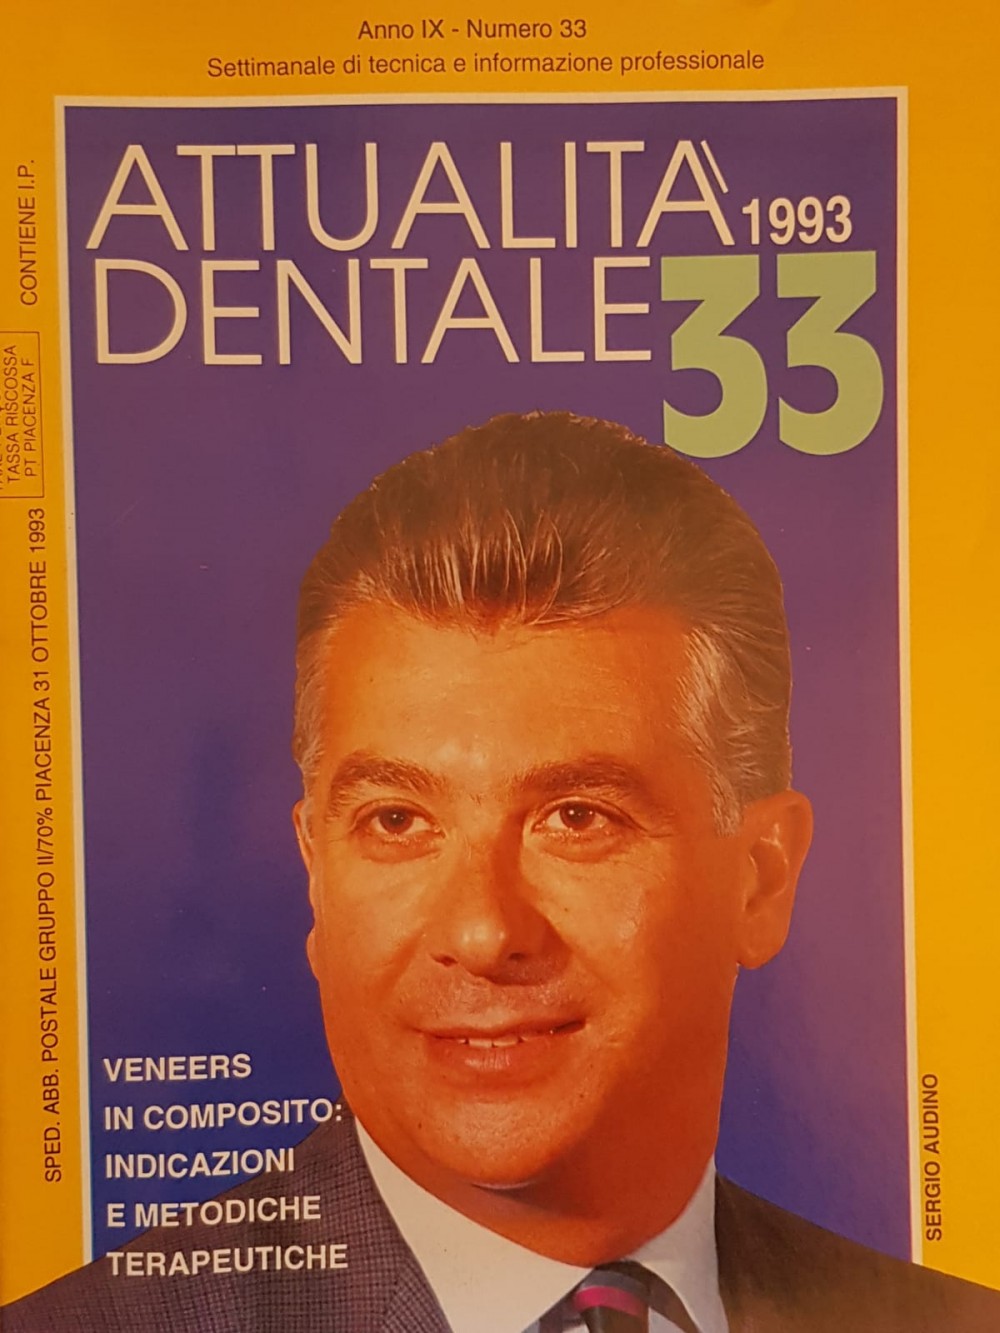 Anno IX - Numero 33
Settimanale di tecnica e informazione professionale
ATTUALITÀ 1993
DENTALE 33
CONTIENE I.P.
TASSA RISCOSSA
PT PIACENZA F
SPED. ABB. POSTALE GRUPPO II/70% PIACENZA 31 OTTOBRE 1993
VENEERS
IN COMPOSITO:
INDICAZIONI
E METODICHE
TERAPEUTICHE
SERGIO AUDINO